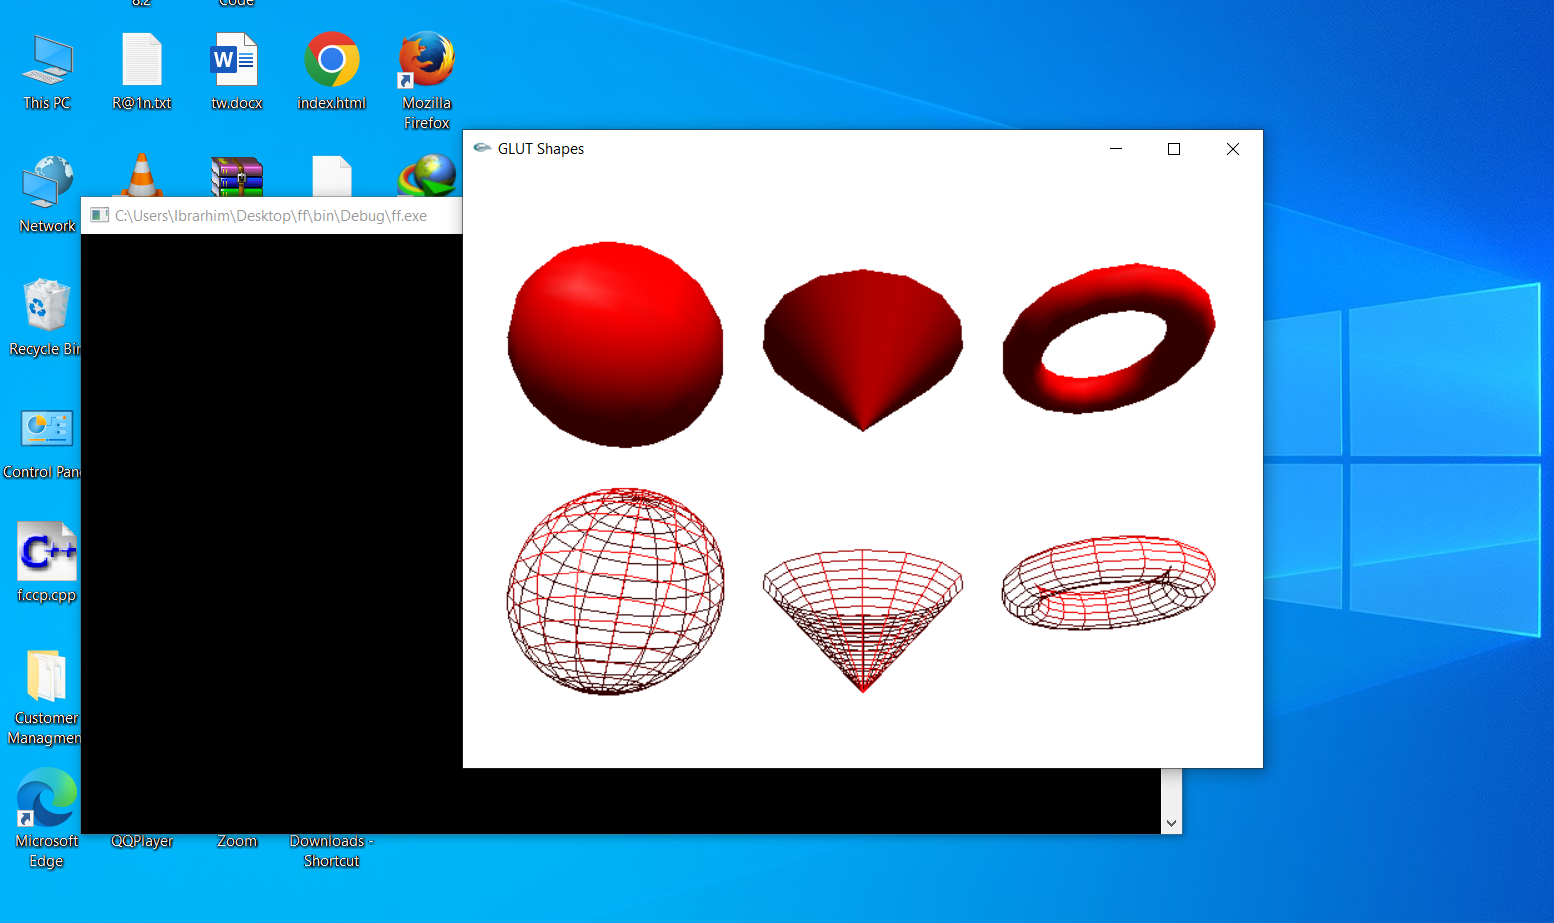 8.2
Code
This PC
R@1n.txt
tw.docx
index.html
Mozilla
Firefox
GLUT Shapes
Network
C:\Users\Ibrarhim\Desktop\ff\bin\Debug\ff.exe
Recycle Bin
Control Pane
C++
f.ccp.cpp
Customer
Managmen
Microsoft
Edge
QQPlayer
Zoom
Downloads -
Shortcut